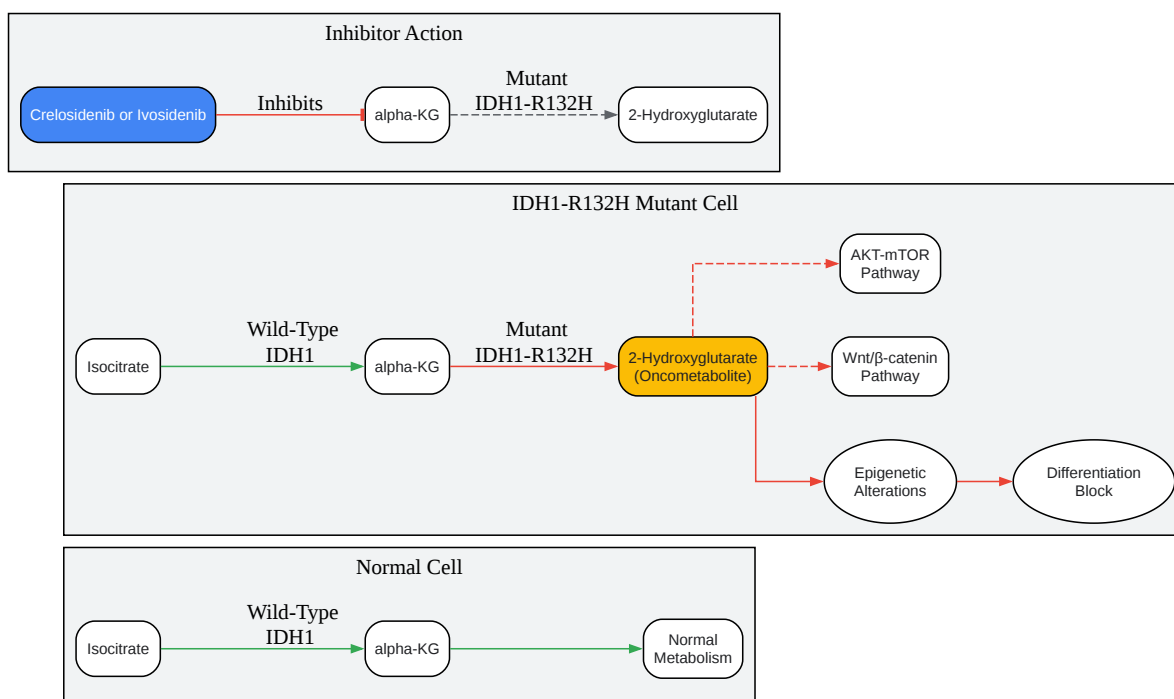 Inhibitor Action
Crelosidenib or Ivosidenib
Inhibits
alpha-KG
Mutant
IDH1-R132H
2-Hydroxyglutarate
IDH1-R132H Mutant Cell
AKT-mTOR
Pathway
Isocitrate
Wild-Type
IDH1
alpha-KG
Mutant
IDH1-R132H
2-Hydroxyglutarate
(Oncometabolite)
Wnt/β-catenin
Pathway
Epigenetic
Alterations
Differentiation
Block
Normal Cell
Isocitrate
Wild-Type
IDH1
alpha-KG
Normal
Metabolism